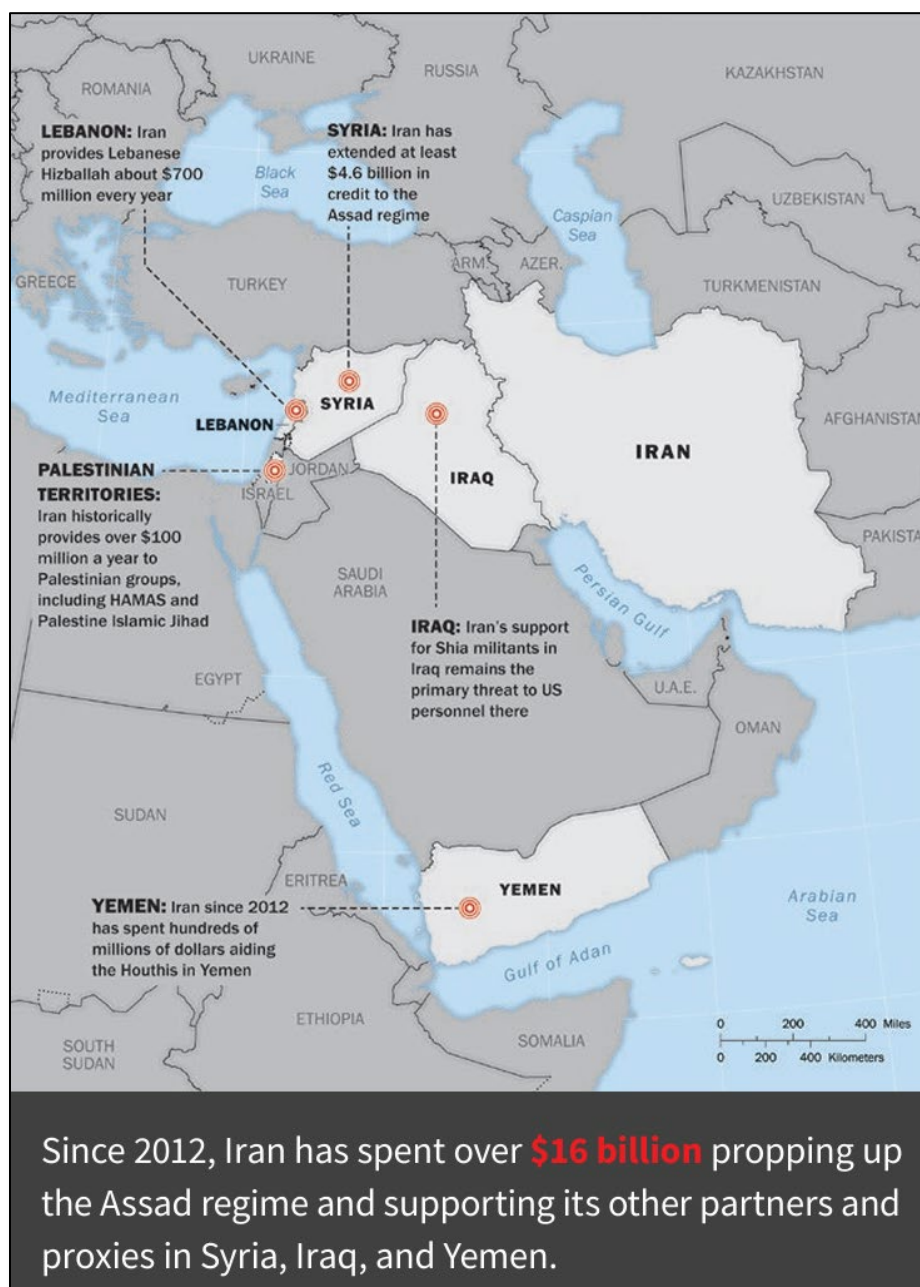 UKRAINE
RUSSIA
KAZAKHSTAN
ROMANIA
LEBANON: Iran
provides Lebanese
Hizballah about $700
million every year
SYRIA: Iran has
extended at least
$4.6 billion in
credit to the
Assad regime
Black
Sea
Caspian
Sea
UZBEKISTAN
GREECE
TURKEY
ARM.
AZER.
TURKMENISTAN
Mediterranean
Sea
SYRIA
LEBANON
AFGHANISTAN
IRAN
IRAQ
PALESTINIAN
TERRITORIES:
Iran historically
provides over $100
million a year to
Palestinian groups,
including HAMAS and
Palestine Islamic Jihad
JORDAN
ISRAEL
PAKISTA
SAUDI
ARABIA
Persian Gulf
IRAQ: Iran's support
for Shia militants in
Iraq remains the
primary threat to US
personnel there
EGYPT
U.A.E.
OMAN
Red Sea
SUDAN
ERITREA
YEMEN: Iran since 2012
has spent hundreds of
millions of dollars aiding
the Houthis in Yemen
YEMEN
Arabian
Sea
Gulf of Adan
ETHIOPIA
SOMALIA
SOUTH
SUDAN
0 200 400 Miles
0 200 400 Kilometers
Since 2012, Iran has spent over $16 billion propping up
the Assad regime and supporting its other partners and
proxies in Syria, Iraq, and Yemen.